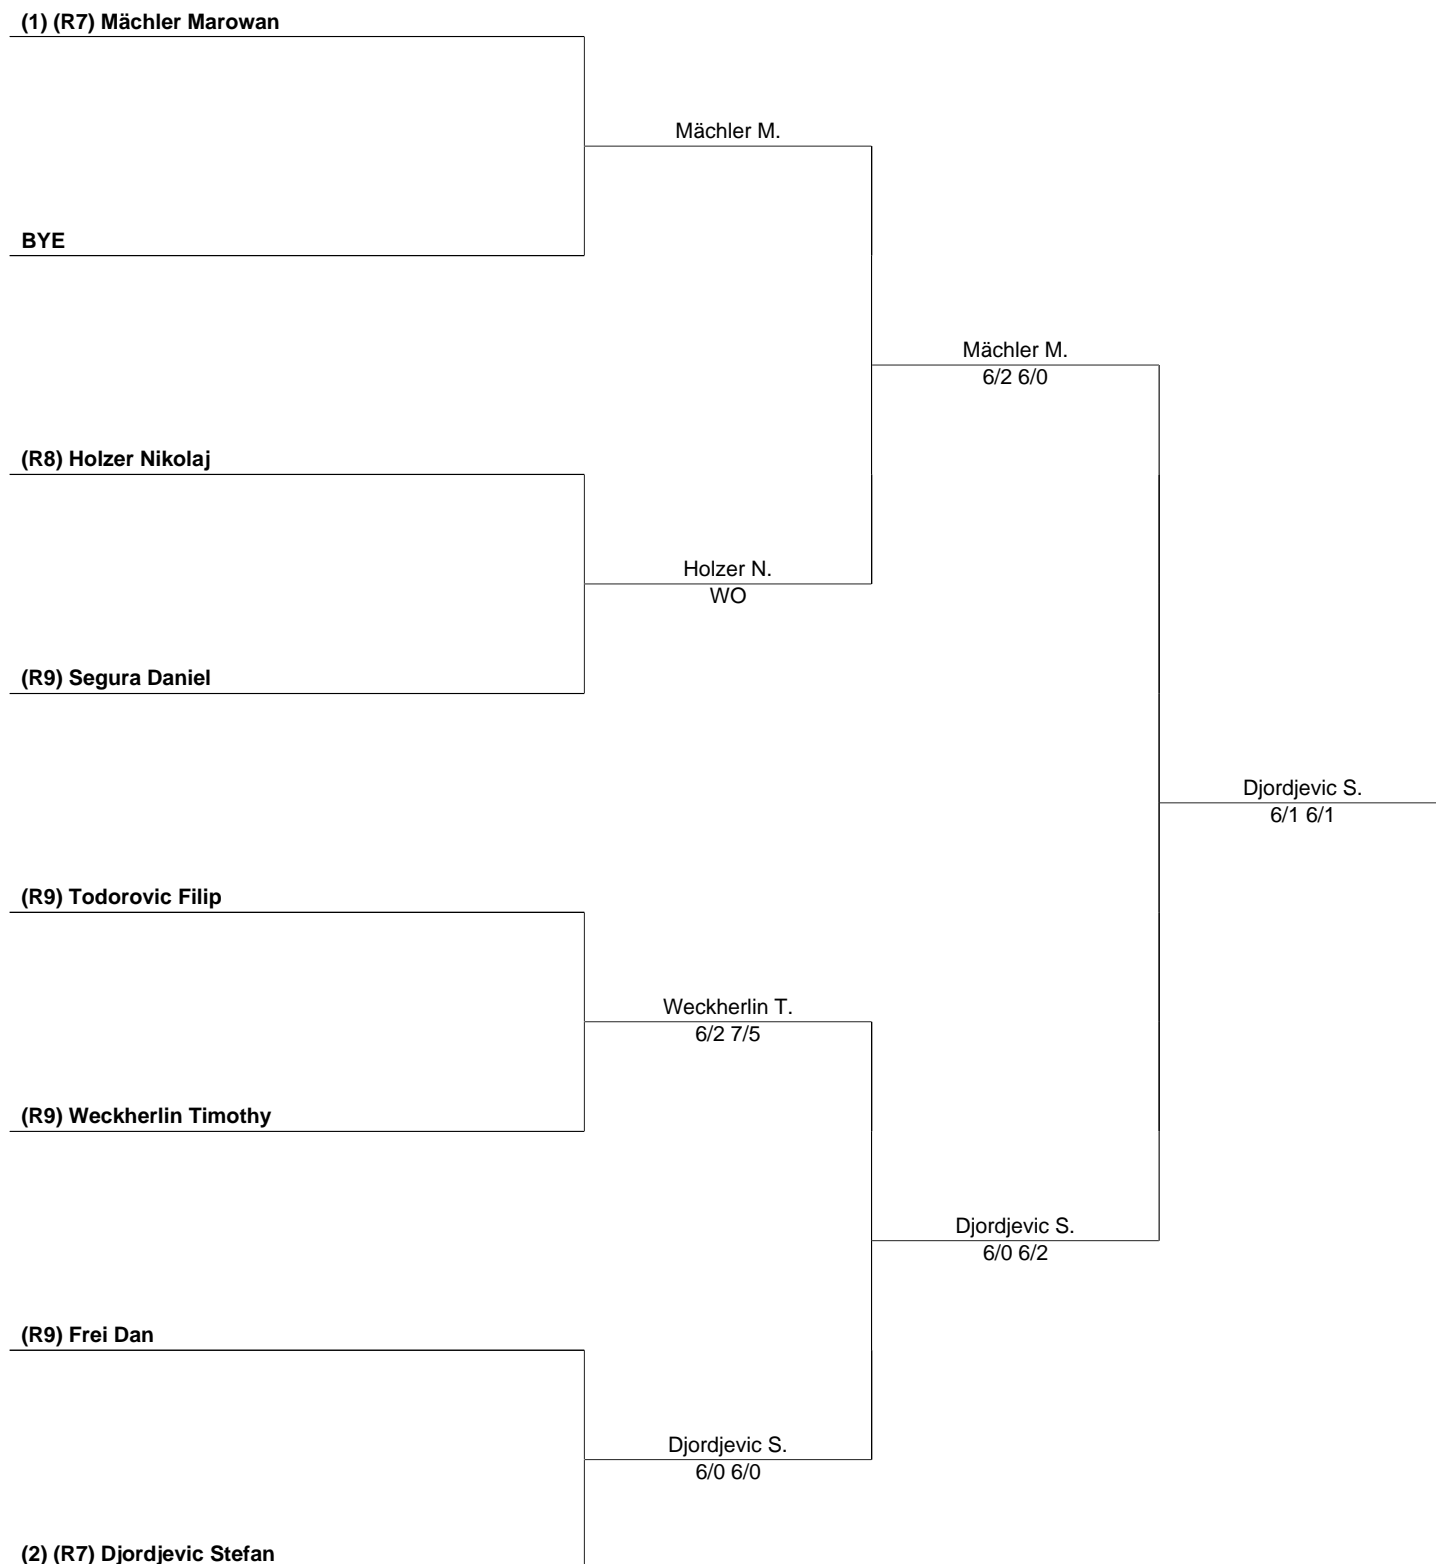 (1) (R7) Mächler Marowan
Mächler M.
BYE
Mächler M.
6/2 6/0
(R8) Holzer Nikolaj
Holzer N.
WO
(R9) Segura Daniel
Djordjevic S.
6/1 6/1
(R9) Todorovic Filip
Weckherlin T.
6/2 7/5
(R9) Weckherlin Timothy
Djordjevic S.
6/0 6/2
(R9) Frei Dan
Djordjevic S.
6/0 6/0
(2) (R7) Djordjevic Stefan